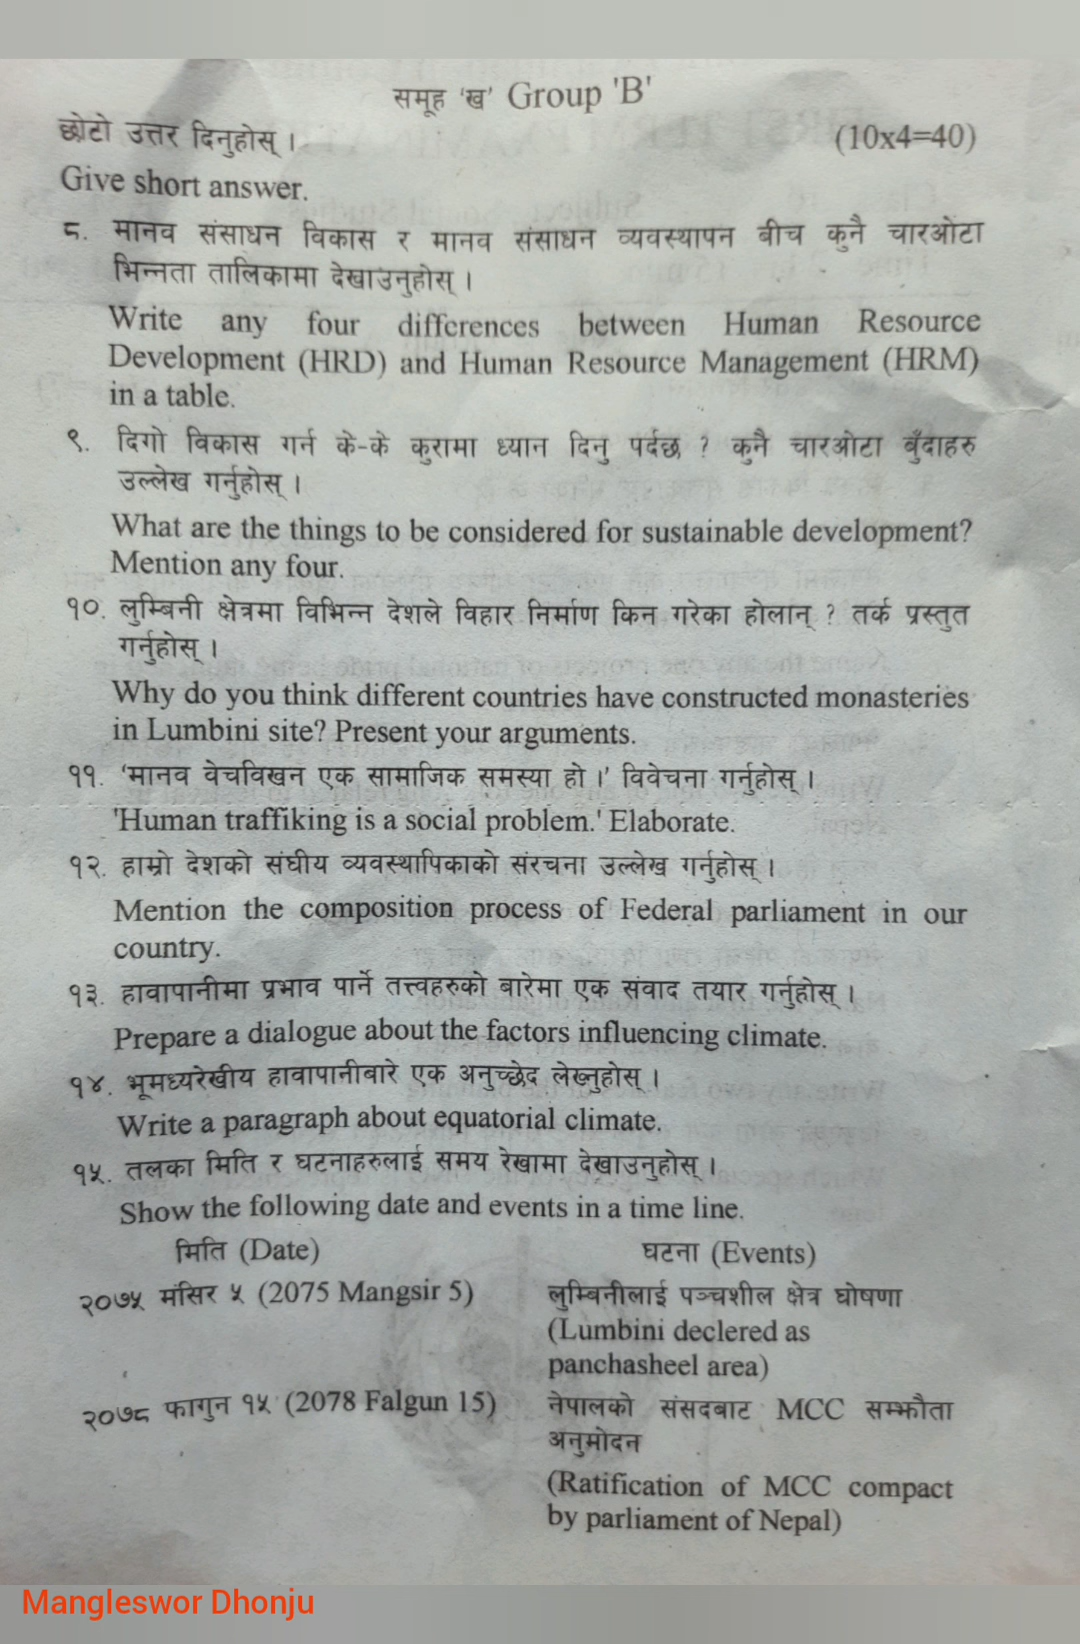 समूह ‘ख’ Group 'B'
छोटो उत्तर दिनुहोस् । (10x4=40)
Give short answer.
८. मानव संसाधन विकास र मानव संसाधन व्यवस्थापन बीच कुनै चारओटा
भिन्नता तालिकामा देखाउनुहोस् ।
Write any four differences between Human Resource
Development (HRD) and Human Resource Management (HRM)
in a table.
९. दिगो विकास गर्न के-के कुरामा ध्यान दिनु पर्दछ ? कुनै चारओटा बुँदाहरु
उल्लेख गर्नुहोस् ।
What are the things to be considered for sustainable development?
Mention any four.
१०. लुम्बिनी क्षेत्रमा विभिन्न देशले विहार निर्माण किन गरेका होलान् ? तर्क प्रस्तुत
गर्नुहोस् ।
Why do you think different countries have constructed monasteries
in Lumbini site? Present your arguments.
११. ‘मानव वेचविखन एक सामाजिक समस्या हो ।’ विवेचना गर्नुहोस् ।
'Human traffiking is a social problem.' Elaborate.
१२. हाम्रो देशको संघीय व्यवस्थापिकाको संरचना उल्लेख गर्नुहोस् ।
Mention the composition process of Federal parliament in our
country.
१३. हावापानीमा प्रभाव पार्ने तत्त्वहरुको बारेमा एक संवाद तयार गर्नुहोस् ।
Prepare a dialogue about the factors influencing climate.
१४. भूमध्यरेखीय हावापानीबारे एक अनुच्छेद लेख्नुहोस् ।
Write a paragraph about equatorial climate.
१५. तलका मिति र घटनाहरुलाई समय रेखामा देखाउनुहोस् ।
Show the following date and events in a time line.
मिति (Date) घटना (Events)
२०७५ मंसिर ५ (2075 Mangsir 5) लुम्बिनीलाई पञ्चशील क्षेत्र घोषणा
(Lumbini declered as
panchasheel area)
२०७८ फागुन १५ (2078 Falgun 15) नेपालको संसदबाट MCC सम्झौता
अनुमोदन
(Ratification of MCC compact
by parliament of Nepal)
Mangleswor Dhonju